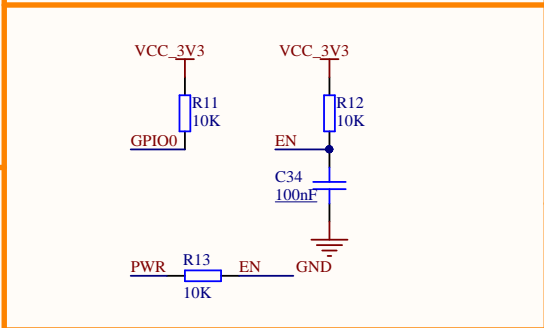 VCC_3V3 VCC_3V3
R11 R12
10K 10K
GPIO0 EN
C34
100nF
R13
PWR EN GND
10K